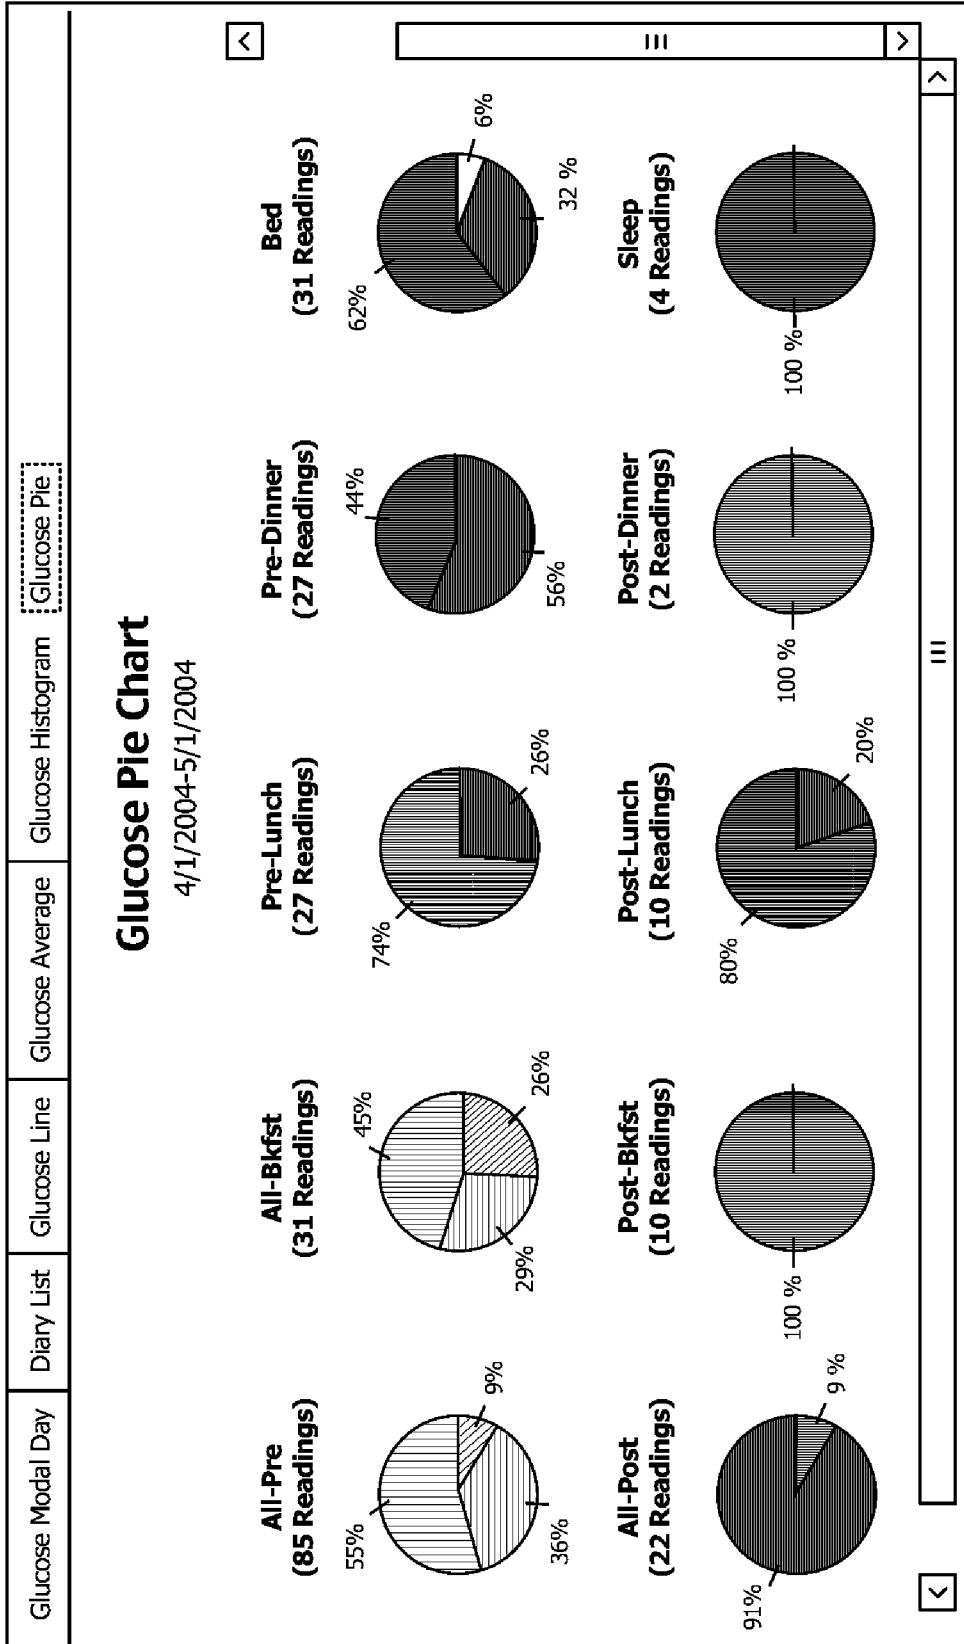 Glucose Modal Day
Diary List
Glucose Line
Glucose Average
Glucose Histogram
Glucose Pie
Glucose Pie Chart
4/1/2004-5/1/2004
All-Pre
(85 Readings)
55%
9%
36%
All-Bkfst
(31 Readings)
45%
26%
29%
Pre-Lunch
(27 Readings)
74%
26%
Pre-Dinner
(27 Readings)
44%
56%
Bed
(31 Readings)
62%
6%
32 %
All-Post
(22 Readings)
91%
9 %
Post-Bkfst
(10 Readings)
100 %
Post-Lunch
(10 Readings)
80%
20%
Post-Dinner
(2 Readings)
100 %
Sleep
(4 Readings)
100 %